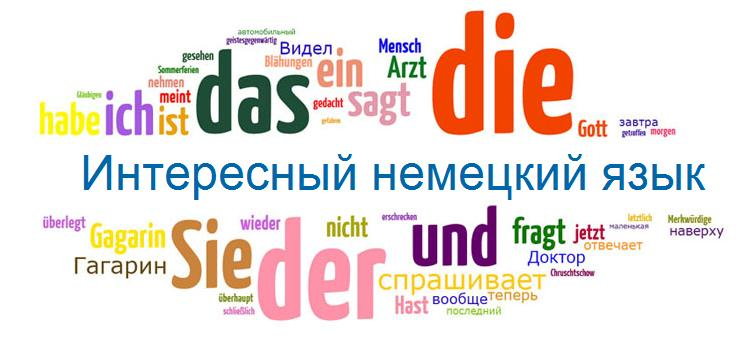 автомобильный
geistesgegenwärtig
gesehen
Видел
Mensch
die
Sommerferien
Blähungen
ein
Arzt
das
Gläubigen
nehmen
meint
gedacht
sagt
habe
ich
ist
gefahren
Gott
завтра
getroffen
morgen
Интересный немецкий язык
überlegt
wieder
nicht
erschrecken
und
fragt
jetzt
letztlich
маленькая
Merkwürdige
наверху
Gagarin
Sie
der
отвечает
Гагарин
Доктор
спрашивает
Chruschtschow
überhaupt
schließlich
Hast
вообще
теперь
последний